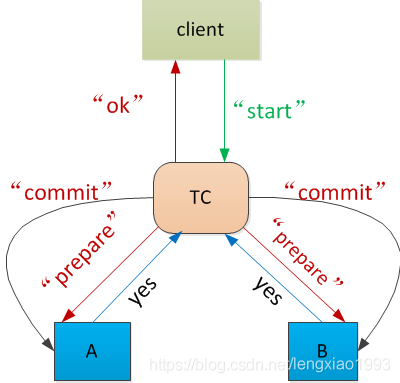 client
“ok”
“start”
“commit”
TC
“commit”
“prepare”
yes
yes
“prepare”
A
B
https://blog.csdn.net/lengxiao1993